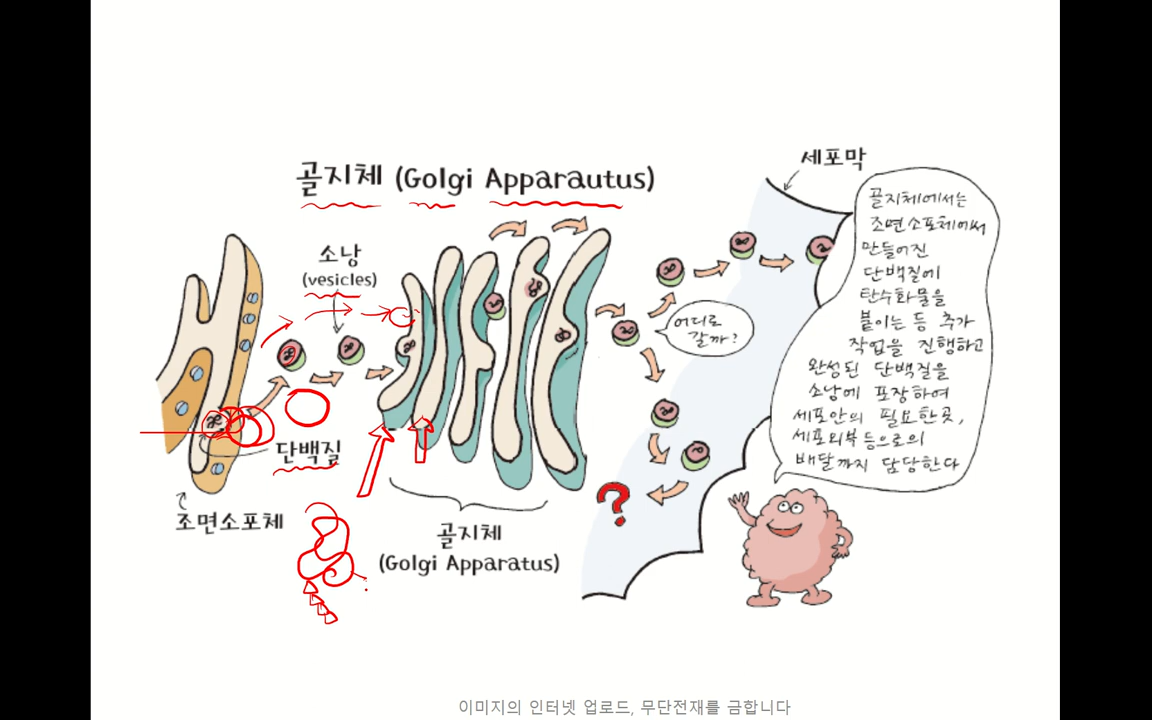 골지체 (Golgi Apparautus)
세포막
소낭
(vesicles)
어디로
갈까?
골지체에서는
조면소포체에서
만들어진
단백질에
탄수화물을
붙이는 등 추가
작업을 진행하고
완성된 단백질을
소낭에 포장하여
세포안의 필요한곳,
세포외부 등으로의
배달까지 담당한다
단백질
조면소포체
골지체
(Golgi Apparatus)
?
이미지의 인터넷 업로드, 무단전재를 금합니다